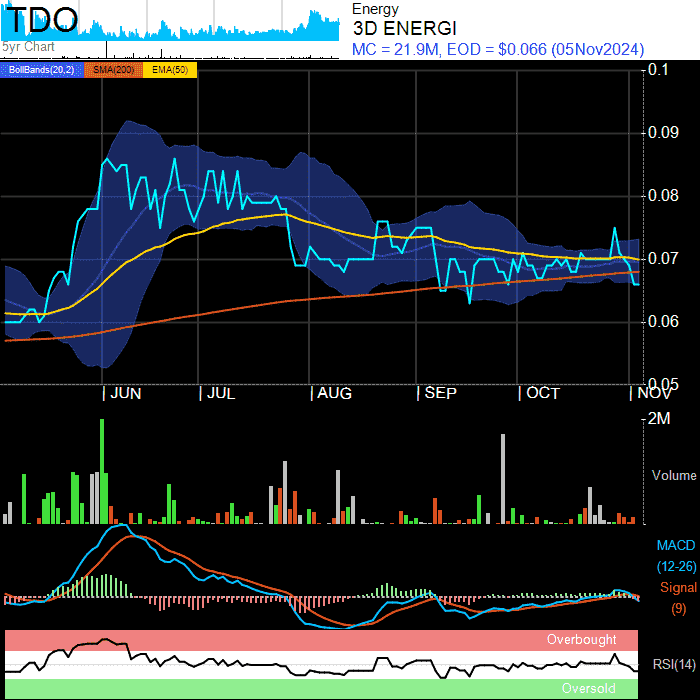 TDO
5yr Chart
Energy
3D ENERGI
MC = 21.9M, EOD = $0.066 (05Nov2024)
BollBands(20,2) SMA(200) EMA(50)
0.1
0.09
0.08
0.07
0.06
0.05
JUN JUL AUG SEP OCT NOV
2M
Volume
MACD
(12-26)
Signal
(9)
Overbought
RSI(14)
Oversold